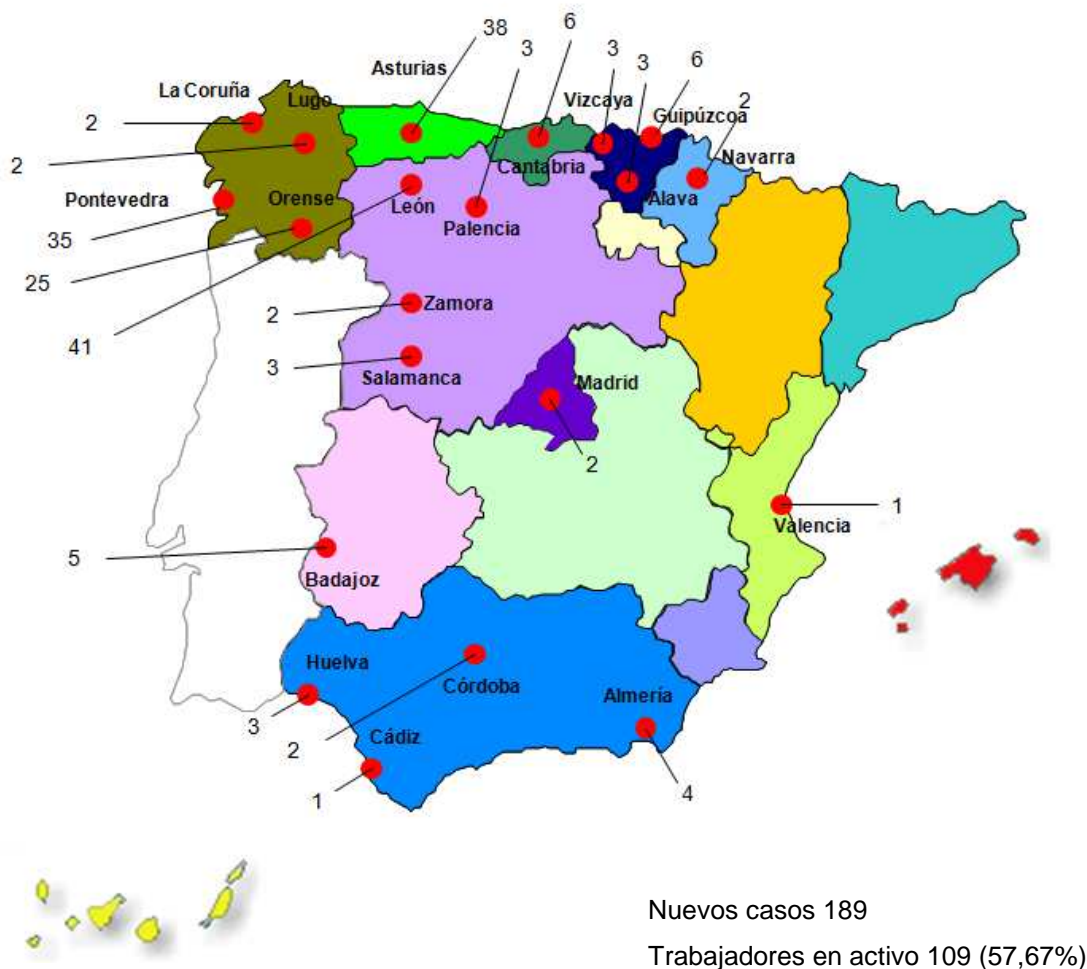 38
6
3
3
3
6
Asturias
La Coruña
Lugo
Vizcaya
Guipúzcoa
2
2
Navarra
Cantabria
2
Pontevedra
Orense
León
Alava
Palencia
35
25
2
Zamora
41
3
Salamanca
Madrid
2
1
Valencia
5
Badajoz
Huelva
Córdoba
Almería
3
2
Cádiz
1
4
Nuevos casos 189
Trabajadores en activo 109 (57,67%)